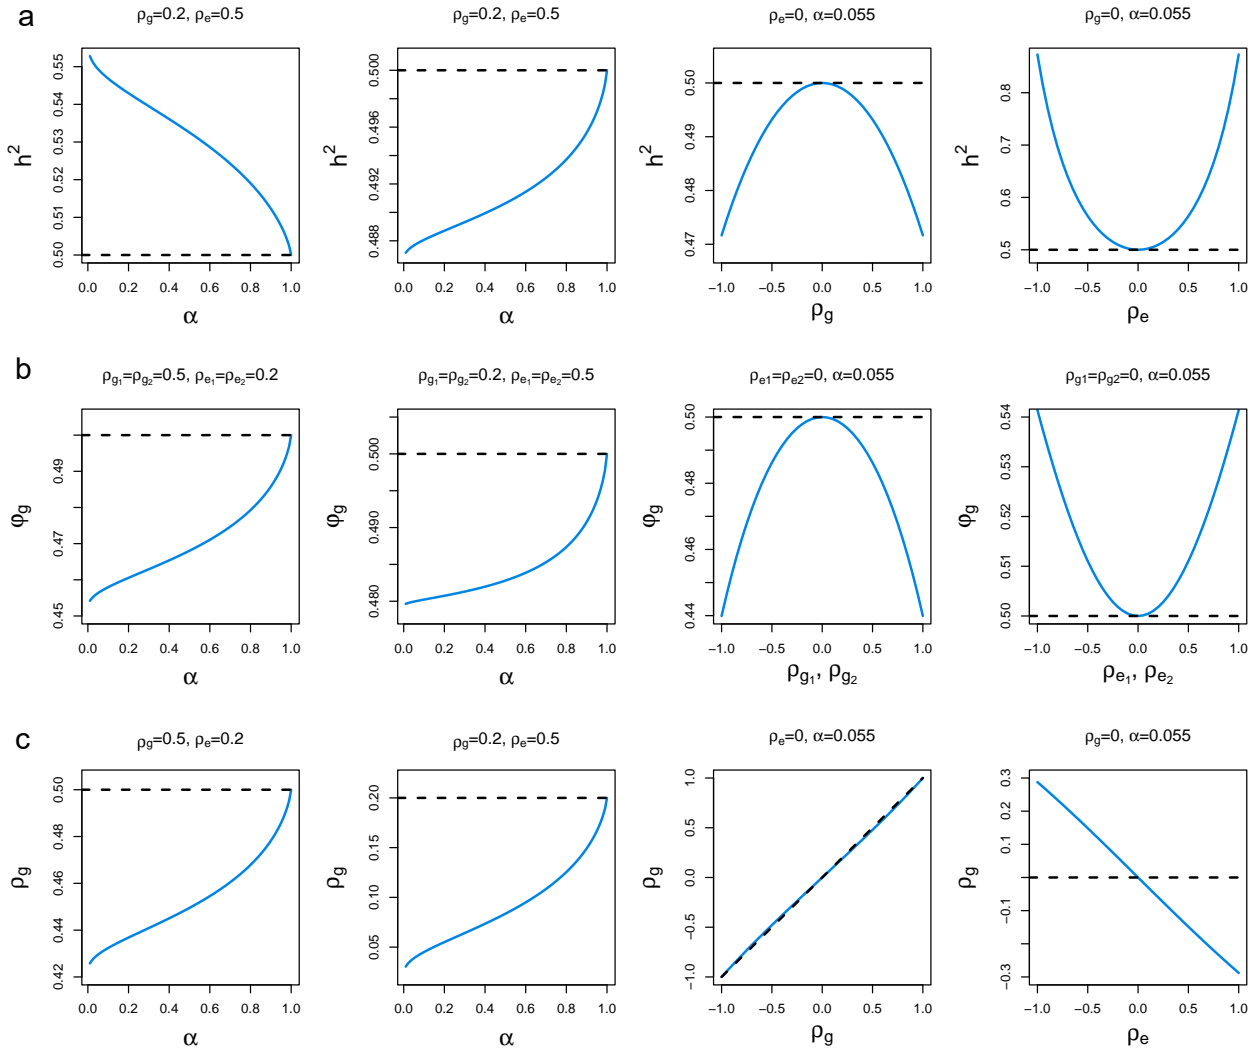 a
ρg=0.2, ρe=0.5
ρg=0.2, ρe=0.5
ρe=0, α=0.055
ρg=0, α=0.055
h²
0.50 0.51 0.52 0.53 0.54 0.55
0.0 0.2 0.4 0.6 0.8 1.0
α
h²
0.488 0.492 0.496 0.500
0.0 0.2 0.4 0.6 0.8 1.0
α
h²
0.47 0.48 0.49 0.50
−1.0 −0.5 0.0 0.5 1.0
ρg
h²
0.5 0.6 0.7 0.8
−1.0 −0.5 0.0 0.5 1.0
ρe
b
ρg₁=ρg₂=0.5, ρe₁=ρe₂=0.2
ρg₁=ρg₂=0.2, ρe₁=ρe₂=0.5
ρe1=ρe2=0, α=0.055
ρg1=ρg2=0, α=0.055
φg
0.45 0.47 0.49
0.0 0.2 0.4 0.6 0.8 1.0
α
φg
0.480 0.490 0.500
0.0 0.2 0.4 0.6 0.8 1.0
α
φg
0.44 0.46 0.48 0.50
−1.0 −0.5 0.0 0.5 1.0
ρg₁, ρg₂
φg
0.50 0.51 0.52 0.53 0.54
−1.0 −0.5 0.0 0.5 1.0
ρe₁, ρe₂
c
ρg=0.5, ρe=0.2
ρg=0.2, ρe=0.5
ρe=0, α=0.055
ρg=0, α=0.055
ρg
0.42 0.44 0.46 0.48 0.50
0.0 0.2 0.4 0.6 0.8 1.0
α
ρg
0.05 0.10 0.15 0.20
0.0 0.2 0.4 0.6 0.8 1.0
α
ρg
−1.0 −0.5 0.0 0.5 1.0
−1.0 −0.5 0.0 0.5 1.0
ρg
ρg
−0.3 −0.1 0.1 0.2 0.3
−1.0 −0.5 0.0 0.5 1.0
ρe